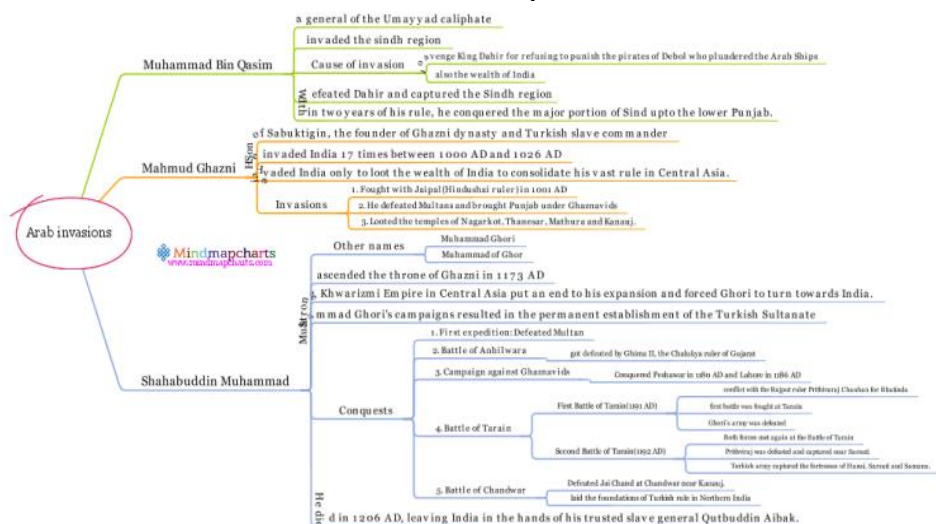 a general of the Umayyad caliphate
invaded the sindh region
Muhammad Bin Qasim
Cause of invasion
venge King Dahir for refusing to punish the pirates of Debol who plundered the Arab Ships
also the wealth of India
efeated Dahir and captured the Sindh region
With
in two years of his rule, he conquered the major portion of Sind upto the lower Punjab.
Mahmud Ghazni
Son
of Sabuktigin, the founder of Ghazni dynasty and Turkish slave commander
invaded India 17 times between 1000 AD and 1026 AD
vaded India only to loot the wealth of India to consolidate his vast rule in Central Asia.
Invasions
1. Fought with Jaipal(Hindushai ruler) in 1001 AD
2. He defeated Multans and brought Punjab under Ghaznavids
3. Looted the temples of Nagarkot, Thanesar, Mathura and Kanauj.
Arab invasions
Mindmapcharts
www.mindmapcharts.com
Other names
Muhammad Ghori
Muhammad of Ghor
ascended the throne of Ghazni in 1173 AD
Stron
g, Khwarizmi Empire in Central Asia put an end to his expansion and forced Ghori to turn towards India.
Mu
mmad Ghori's campaigns resulted in the permanent establishment of the Turkish Sultanate
Shahabuddin Muhammad
Conquests
1. First expedition: Defeated Multan
2. Battle of Anhilwara
got defeated by Ghima II, the Chalukya ruler of Gujarat
3. Campaign against Ghaznavids
Conquered Peshawar in 1180 AD and Lahore in 1186 AD
4. Battle of Tarain
First Battle of Tarain(1191 AD)
conflict with the Rajput ruler Prithviraj Chauhan for Bhatinda
first battle was fought at Tarain
Ghori's army was defeated
Second Battle of Tarain(1192 AD)
Both forces met again at the Battle of Tarain
Prithviraj was defeated and captured near Sarsuti
Turkish army captured the fortresses of Hansi, Sarsuti and Samana.
5. Battle of Chandwar
Defeated Jai Chand at Chandwar near Kanauj.
laid the foundations of Turkish rule in Northern India
He die
d in 1206 AD, leaving India in the hands of his trusted slave general Qutbuddin Aibak.